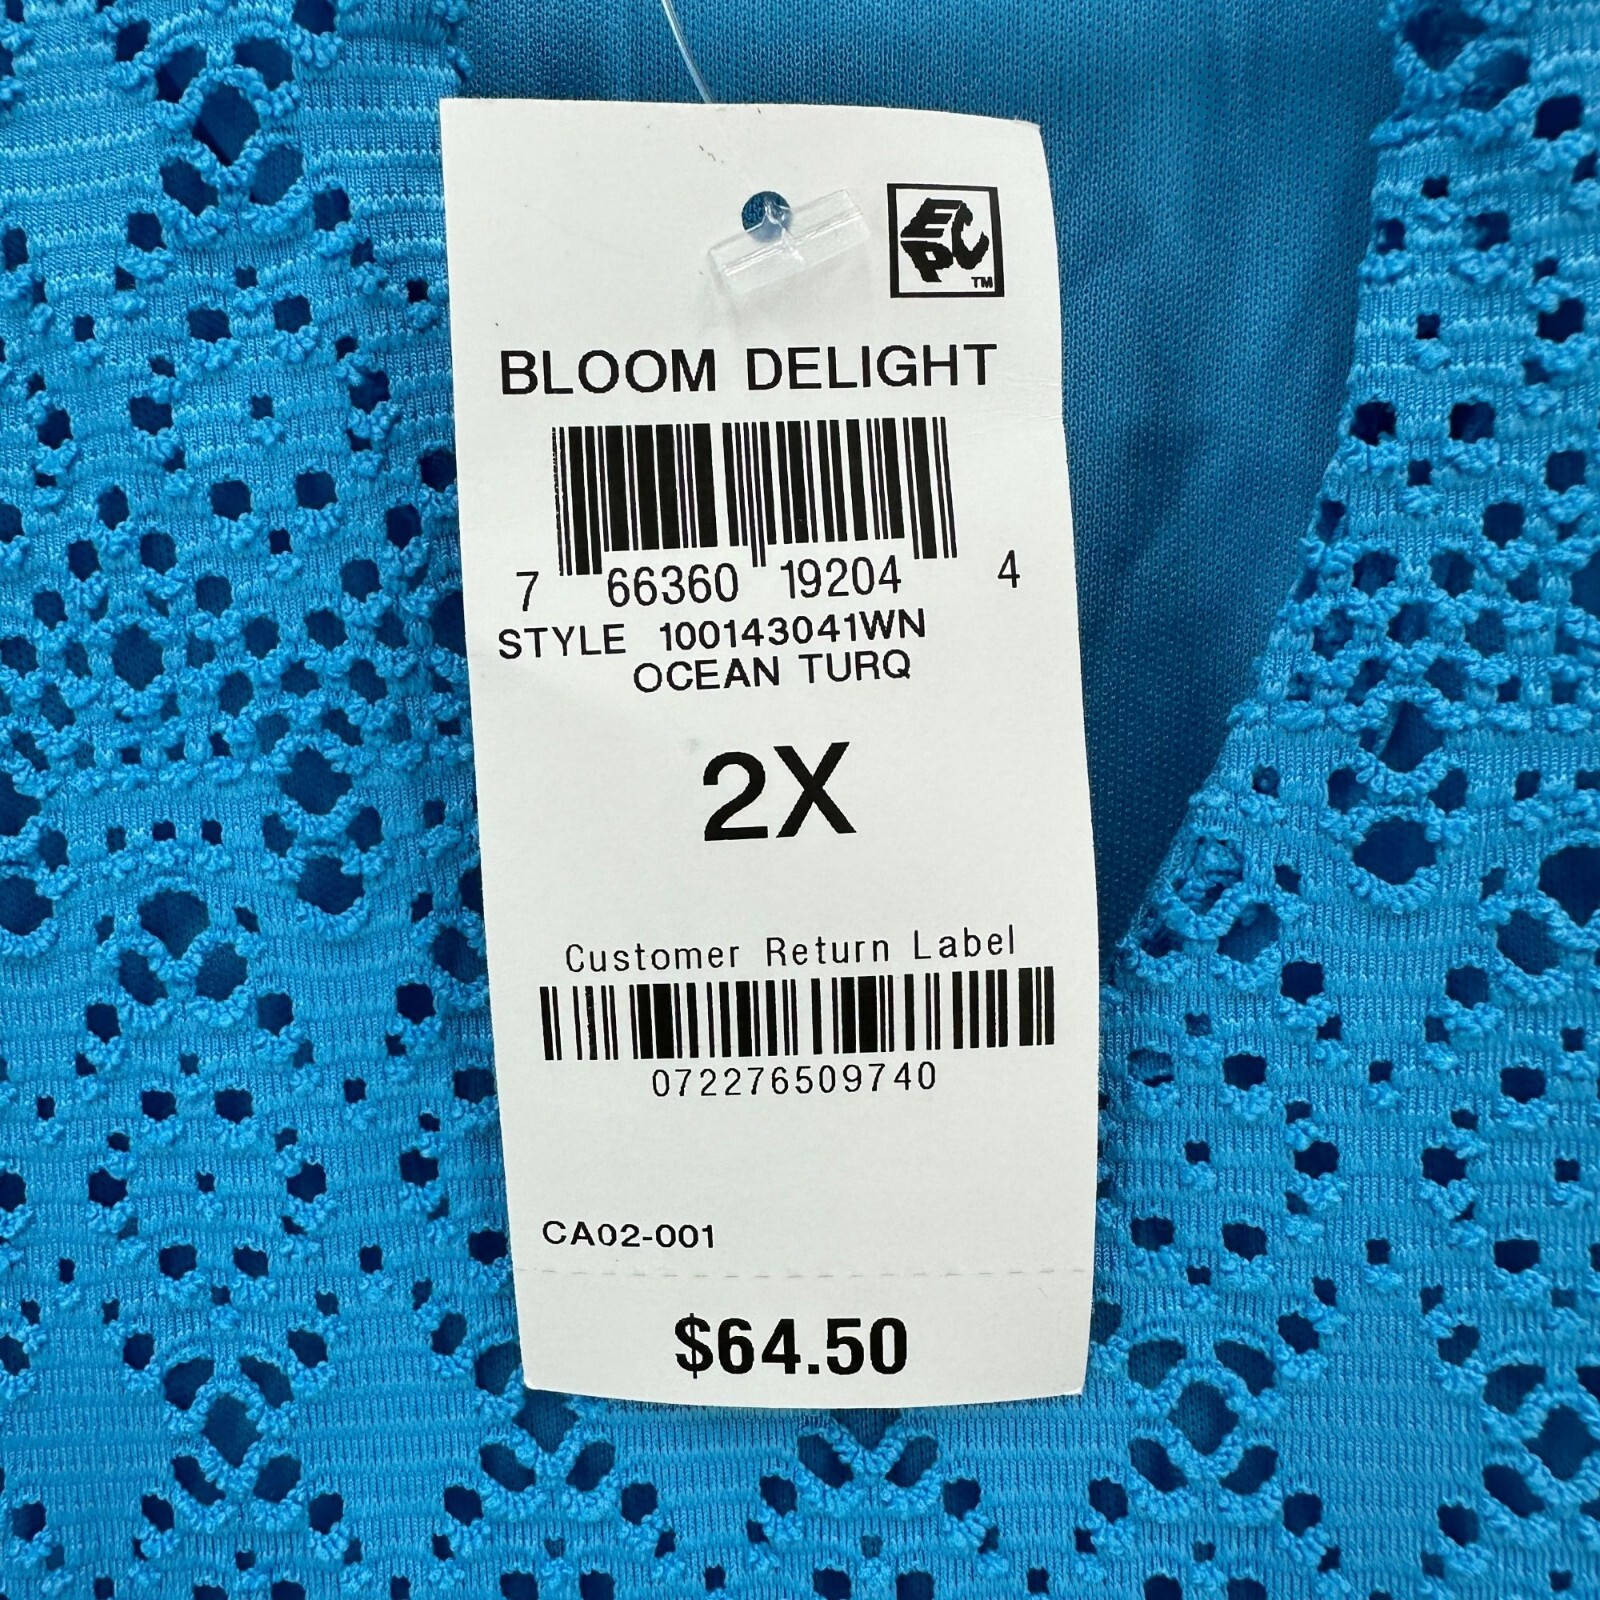 EPC
TM
BLOOM DELIGHT
7 66360 19204 4
STYLE 100143041WN
OCEAN TURQ
2X
Customer Return Label
072276509740
CA02-001
$64.50